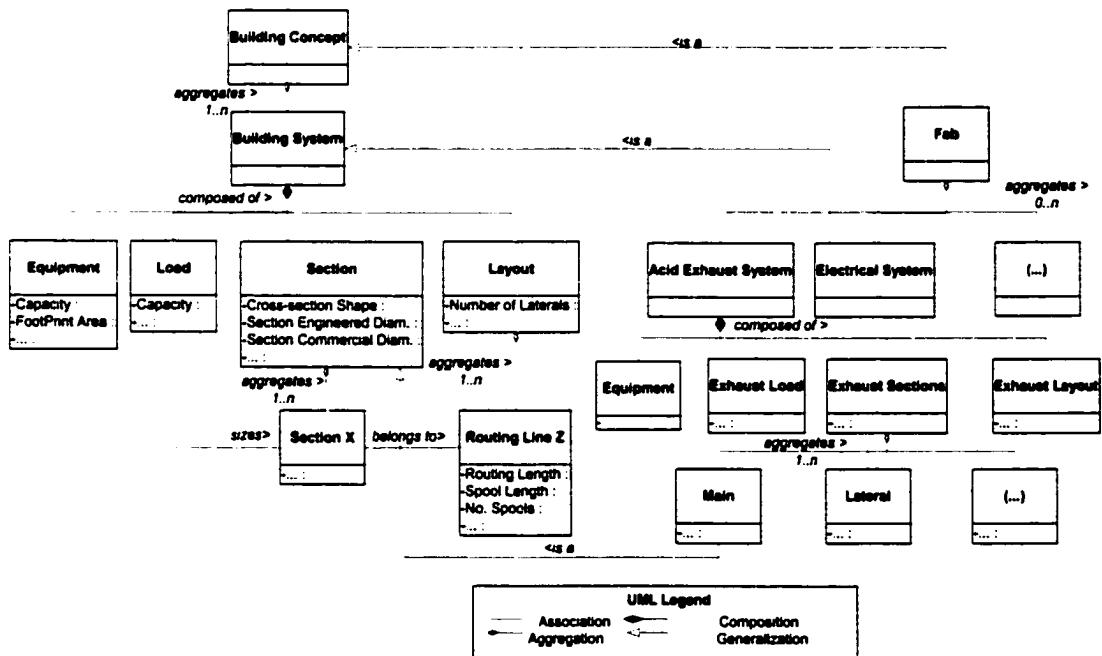 Building Concept
<is a
aggregates >
1..n
Building System
<is a
Fab
composed of >
aggregates >
0..n
Equipment
-Capacity :
-FootPrint Area :
-... :
Load
-Capacity :
-... :
Section
-Cross-section Shape :
-Section Engineered Diam. :
-Section Commercial Diam. :
-... :
Layout
-Number of Laterals :
-... :
Acid Exhaust System
Electrical System
(...)
composed of >
aggregates >
1..n
aggregates >
1..n
Equipment
Exhaust Load
-... :
Exhaust Sections
-... :
Exhaust Layout
-... :
sizes>
Section X
-... :
belongs to>
Routing Line Z
-Routing Length :
-Spool Length :
-No. Spools :
-... :
aggregates >
1..n
Main
-... :
Lateral
-... :
(...)
-... :
<is a
UML Legend
Association
Composition
Aggregation
Generalization